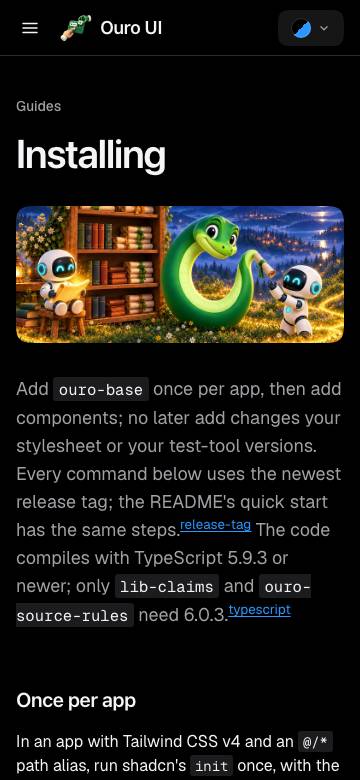 Ouro UI
Guides
Installing
Add ouro-base once per app, then add
components; no later add changes your
stylesheet or your test-tool versions.
Every command below uses the newest
release tag; the README's quick start
has the same steps.release-tag The code
compiles with TypeScript 5.9.3 or
newer; only lib-claims and ouro-
source-rules need 6.0.3.typescript
Once per app
In an app with Tailwind CSS v4 and an @/*
path alias, run shadcn's init once, with the